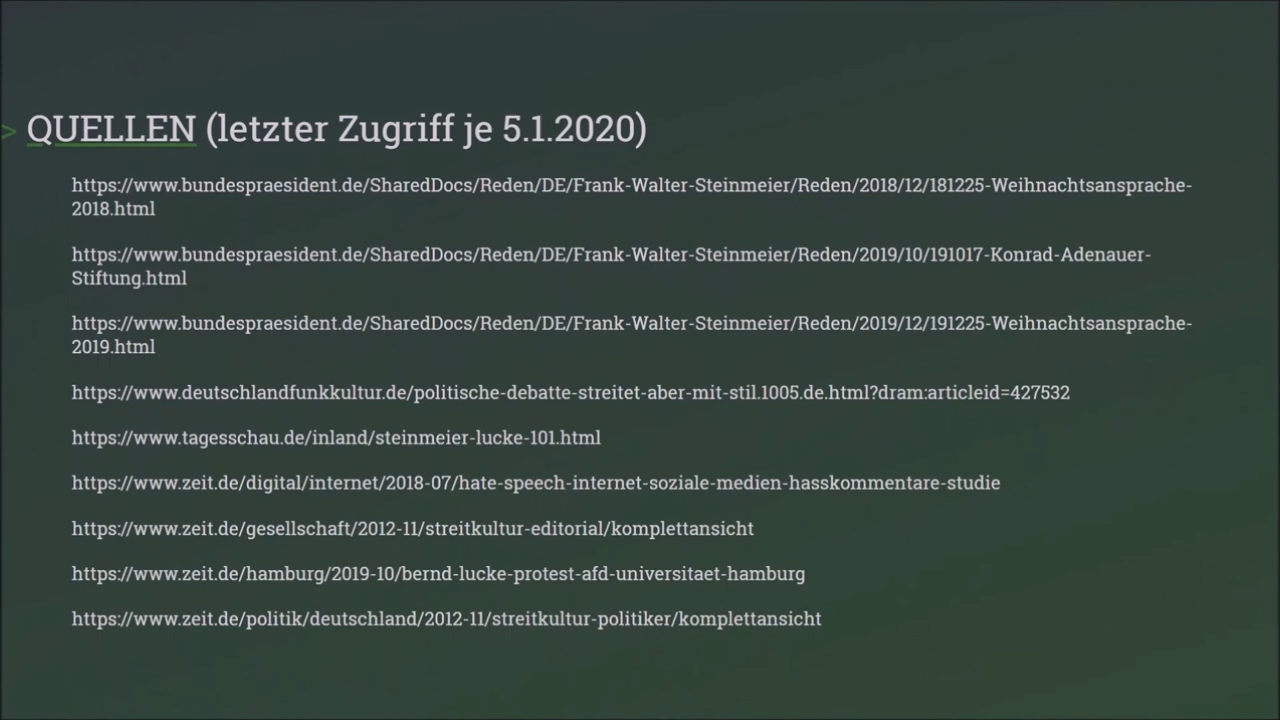 > QUELLEN (letzter Zugriff je 5.1.2020)
https://www.bundespraesident.de/SharedDocs/Reden/DE/Frank-Walter-Steinmeier/Reden/2018/12/181225-Weihnachtsansprache-
2018.html
https://www.bundespraesident.de/SharedDocs/Reden/DE/Frank-Walter-Steinmeier/Reden/2019/10/191017-Konrad-Adenauer-
Stiftung.html
https://www.bundespraesident.de/SharedDocs/Reden/DE/Frank-Walter-Steinmeier/Reden/2019/12/191225-Weihnachtsansprache-
2019.html
https://www.deutschlandfunkkultur.de/politische-debatte-streitet-aber-mit-stil.1005.de.html?dram:articleid=427532
https://www.tagesschau.de/inland/steinmeier-lucke-101.html
https://www.zeit.de/digital/internet/2018-07/hate-speech-internet-soziale-medien-hasskommentare-studie
https://www.zeit.de/gesellschaft/2012-11/streitkultur-editorial/komplettansicht
https://www.zeit.de/hamburg/2019-10/bernd-lucke-protest-afd-universitaet-hamburg
https://www.zeit.de/politik/deutschland/2012-11/streitkultur-politiker/komplettansicht